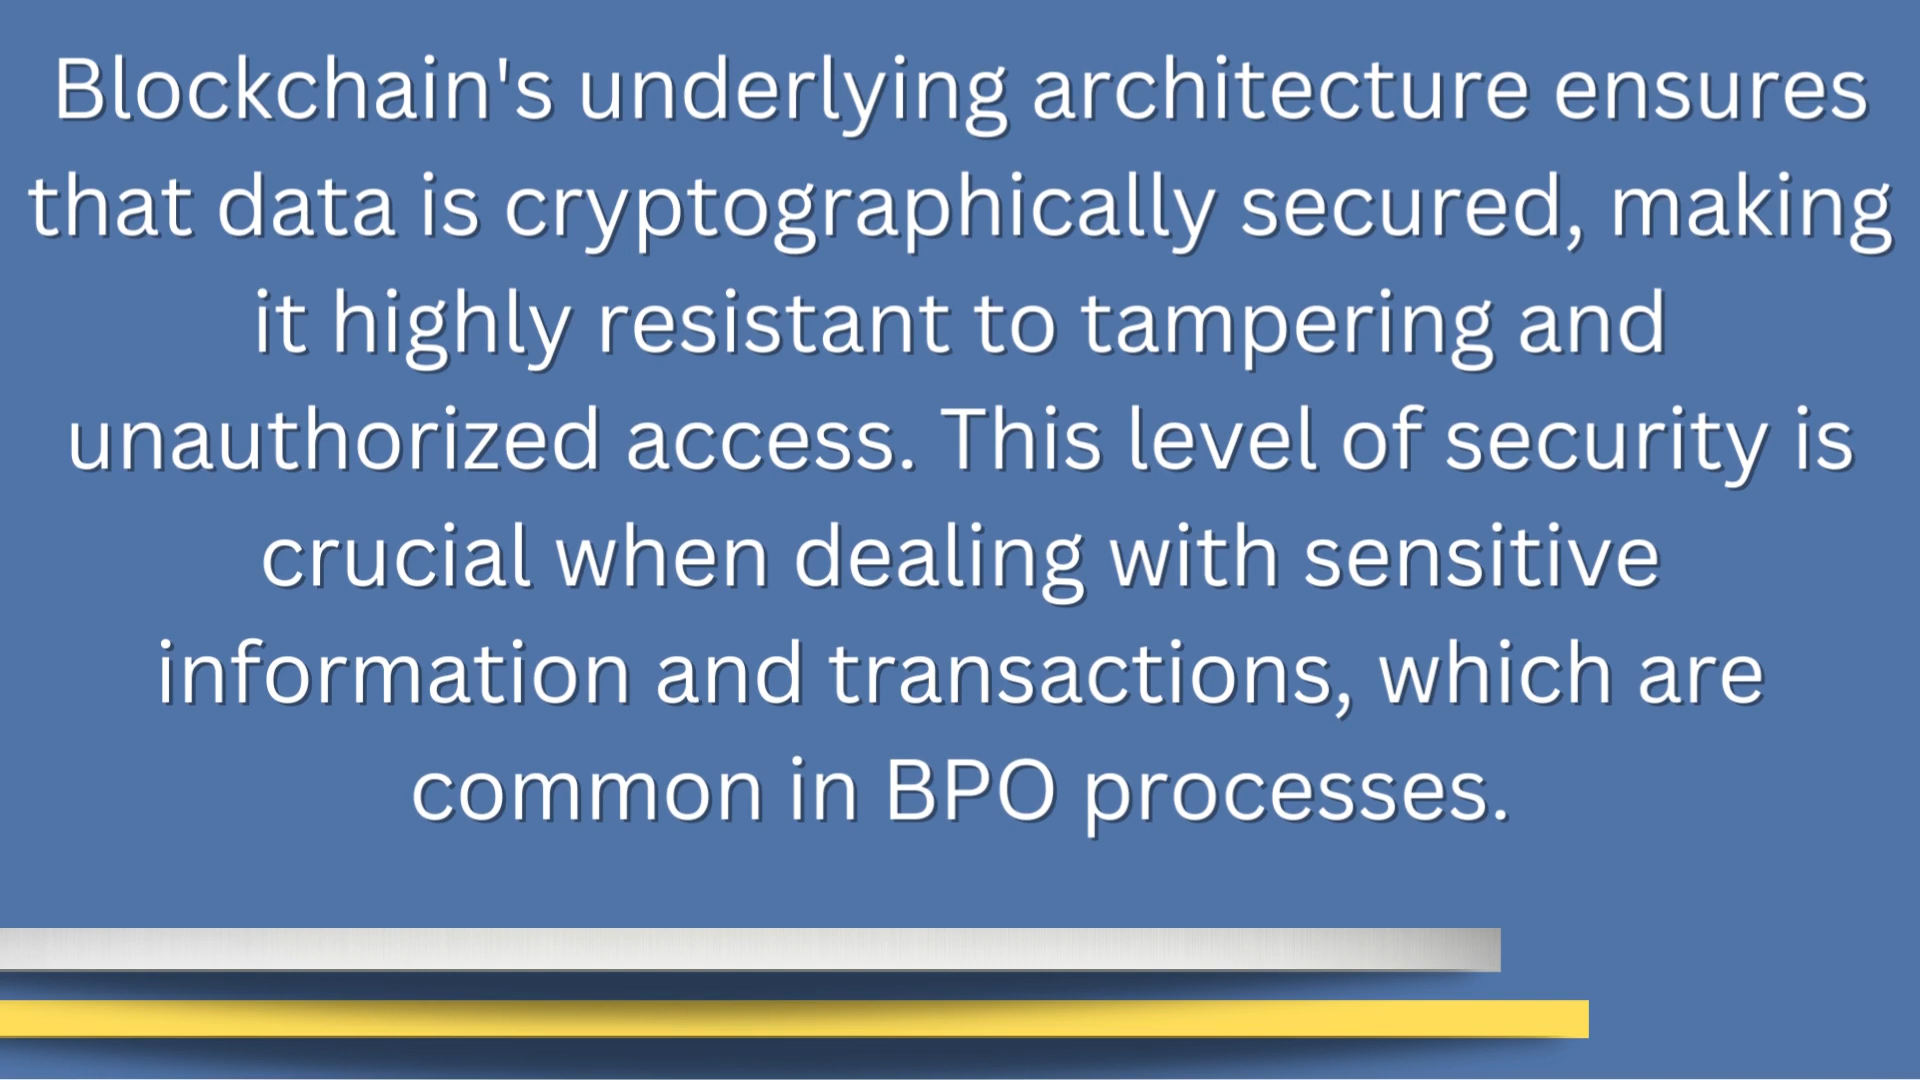 Blockchain's underlying architecture ensures
that data is cryptographically secured, making
it highly resistant to tampering and
unauthorized access. This level of security is
crucial when dealing with sensitive
information and transactions, which are
common in BPO processes.